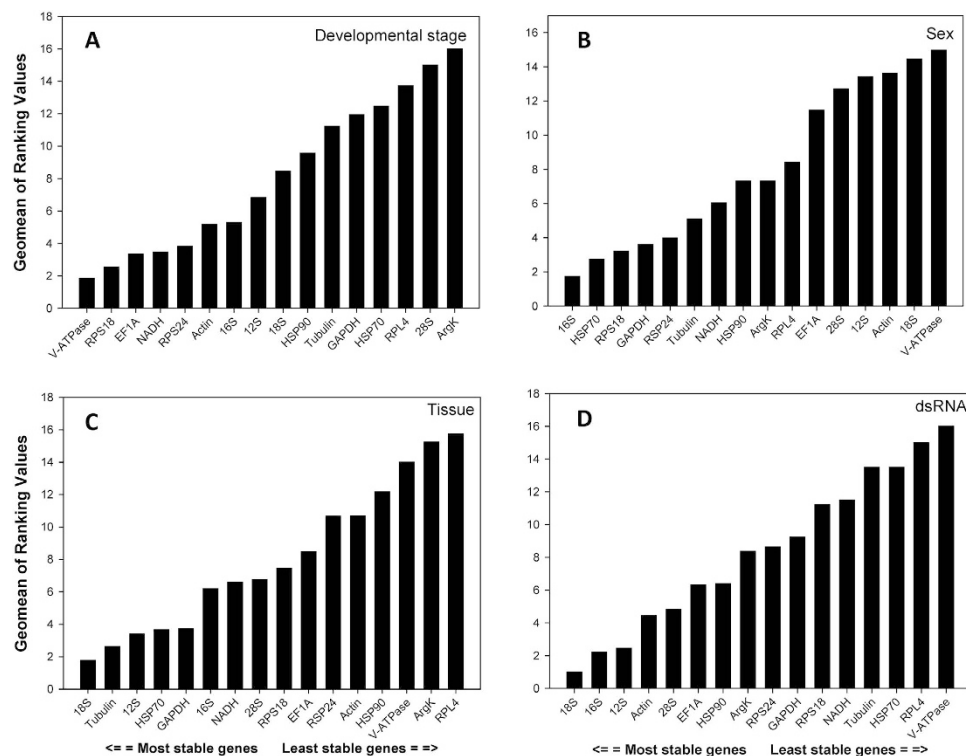 A
Developmental stage
Geomean of Ranking Values
18
16
14
12
10
8
6
4
2
0
V-ATPase
RPS18
EF1A
NADH
RPS24
Actin
16S
12S
18S
HSP90
Tubulin
GAPDH
HSP70
RPL4
28S
ArgK
B
Sex
18
16
14
12
10
8
6
4
2
0
16S
HSP70
RPS18
GAPDH
RSP24
Tubulin
NADH
HSP90
ArgK
RPL4
EF1A
28S
12S
Actin
18S
V-ATPase
C
Tissue
Geomean of Ranking Values
18
16
14
12
10
8
6
4
2
0
18S
Tubulin
12S
HSP70
GAPDH
16S
NADH
28S
RPS18
EF1A
RSP24
Actin
HSP90
V-ATPase
ArgK
RPL4
<= = Most stable genes Least stable genes = =>
D
dsRNA
18
16
14
12
10
8
6
4
2
0
18S
16S
12S
Actin
28S
EF1A
HSP90
ArgK
RPS24
GAPDH
RPS18
NADH
Tubulin
HSP70
RPL4
V-ATPase
<= = Most stable genes Least stable genes = =>